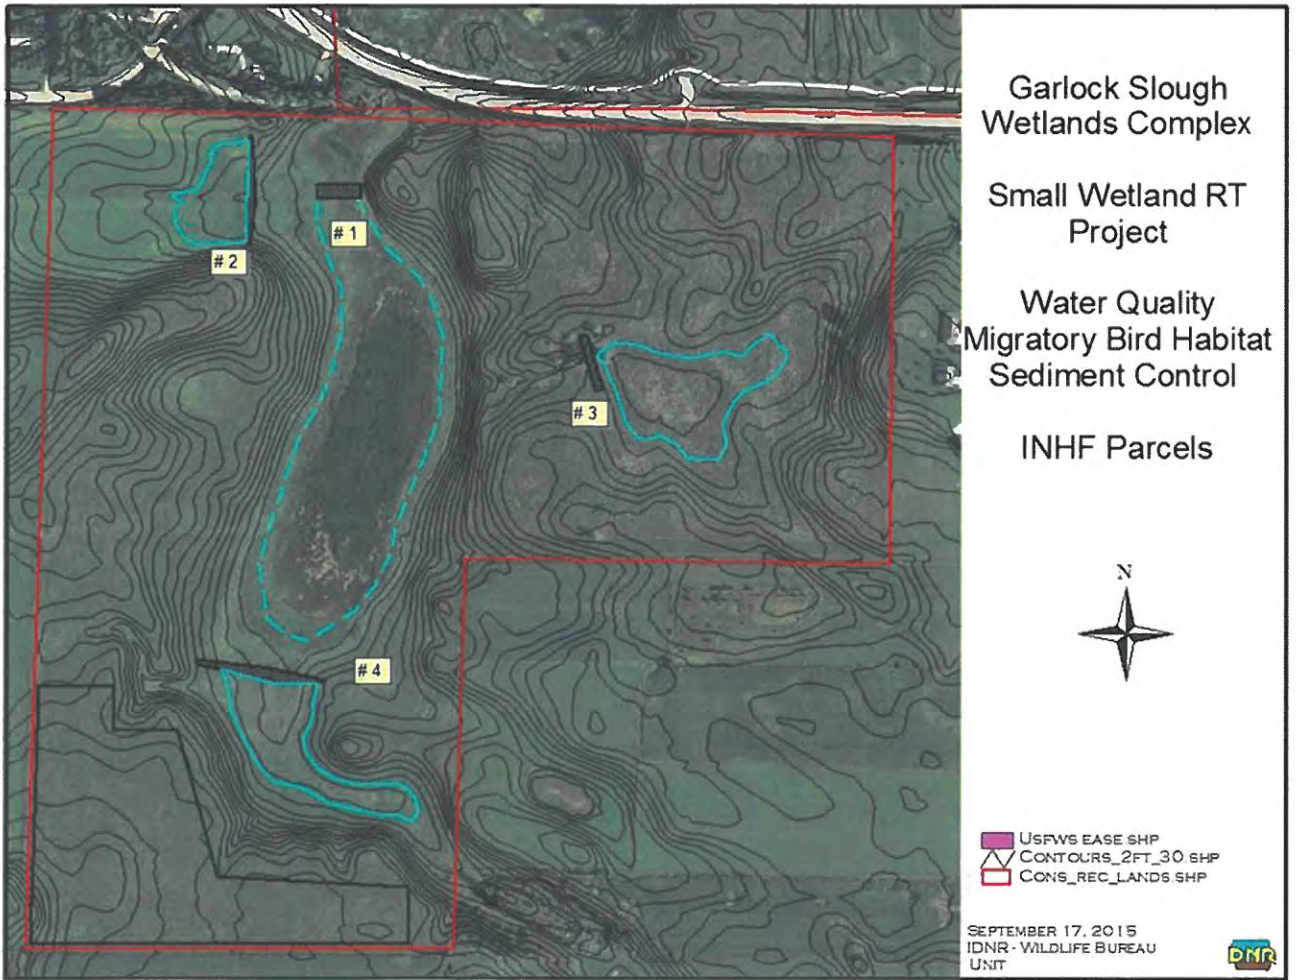 Garlock Slough
Wetlands Complex
Small Wetland RT
Project
Water Quality
Migratory Bird Habitat
Sediment Control
INHF Parcels
N
# 1
# 2
# 3
# 4
USFWS EASE.SHP
CONTOURS_2FT_30.SHP
CONS_REC_LANDS.SHP
SEPTEMBER 17, 2015
IDNR - WILDLIFE BUREAU
UNIT
DNR